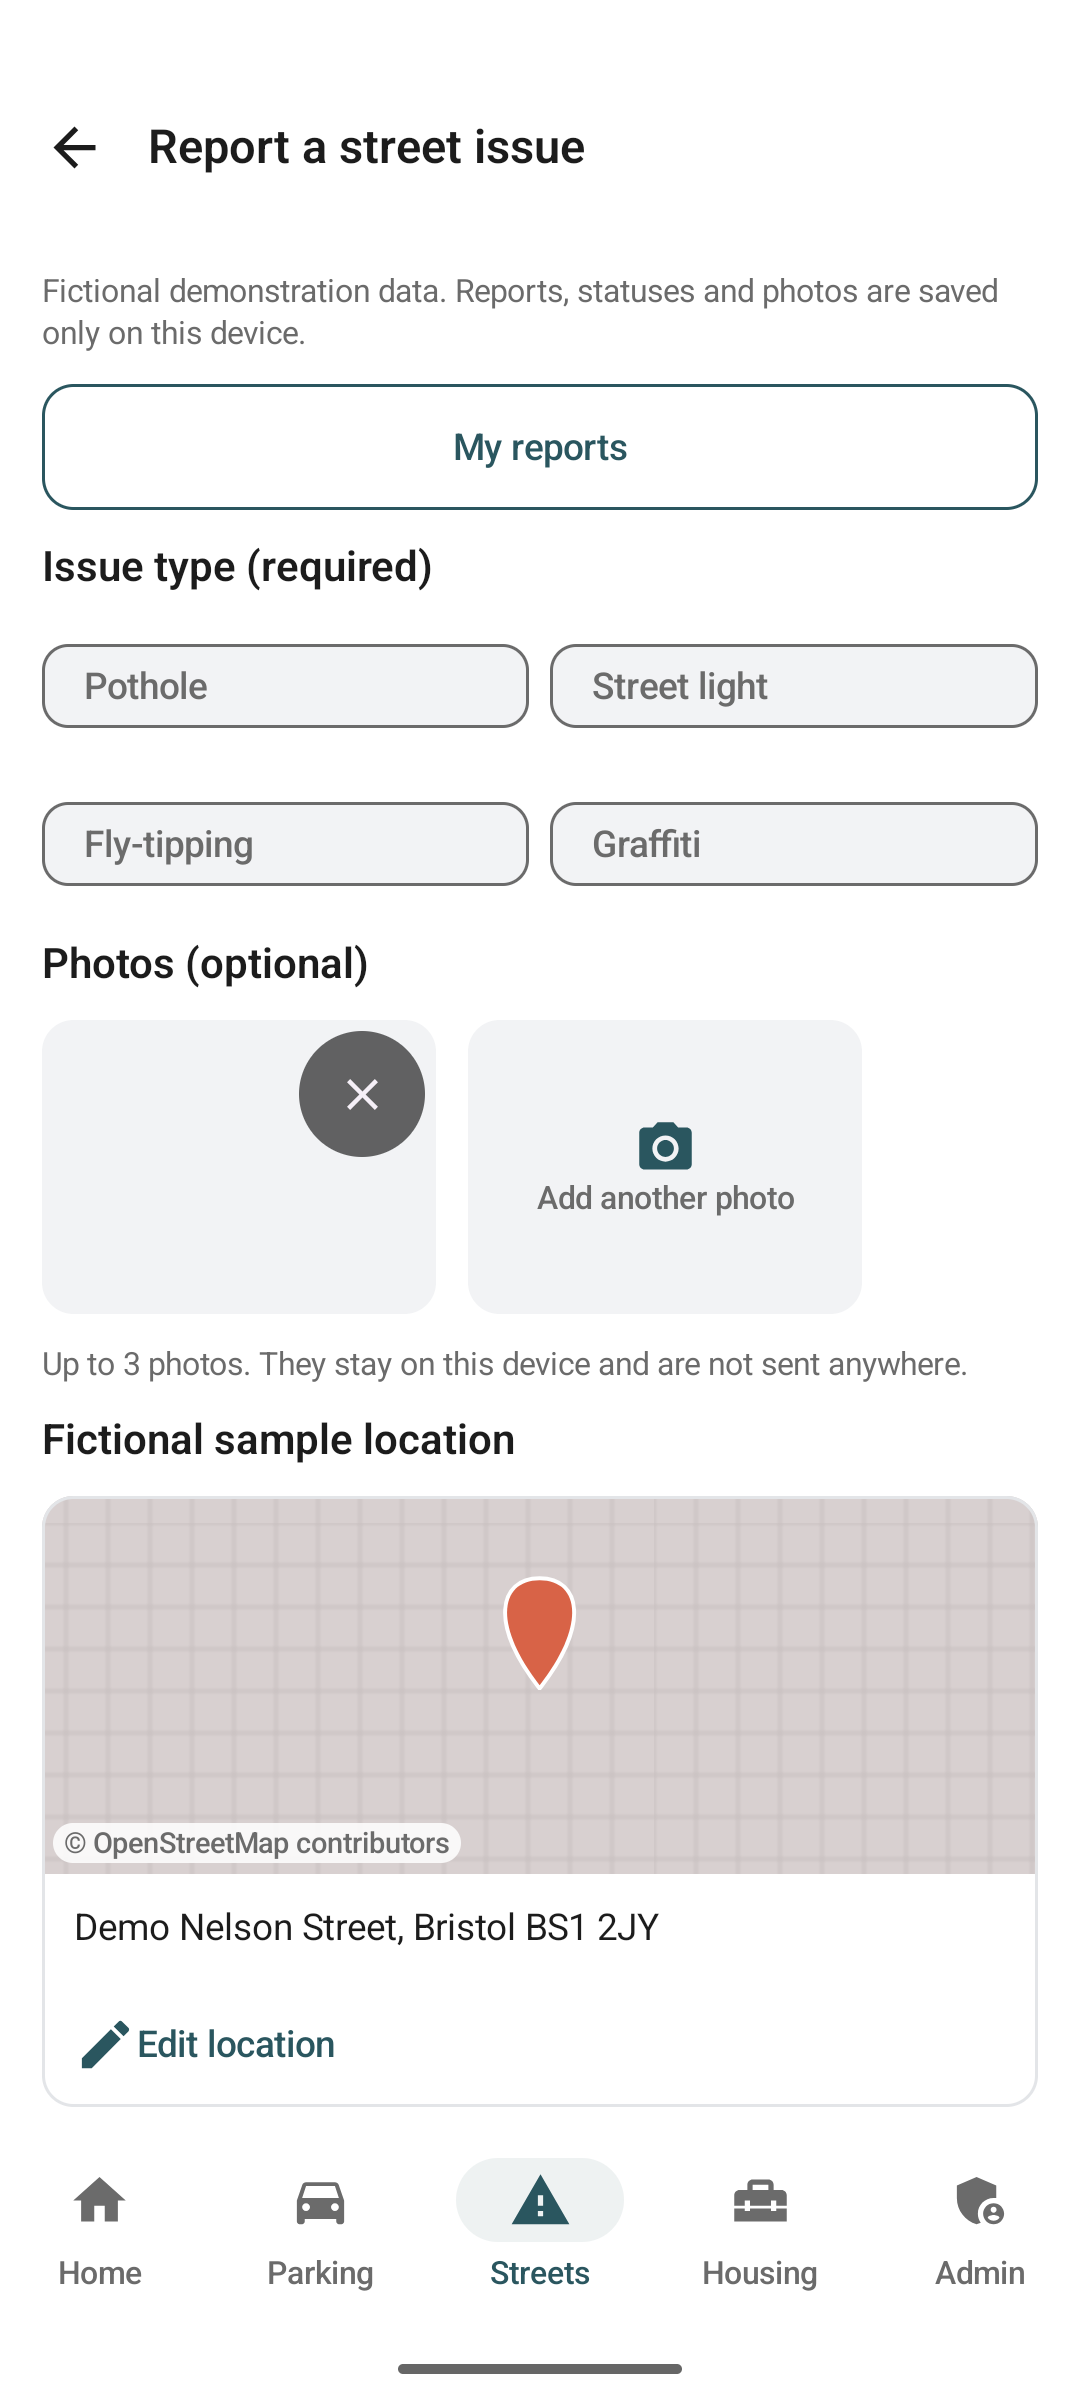 Report a street issue
Fictional demonstration data. Reports, statuses and photos are saved
only on this device.
My reports
Issue type (required)
Pothole
Street light
Fly-tipping
Graffiti
Photos (optional)
Add another photo
Up to 3 photos. They stay on this device and are not sent anywhere.
Fictional sample location
© OpenStreetMap contributors
Demo Nelson Street, Bristol BS1 2JY
Edit location
Home
Parking
Streets
Housing
Admin